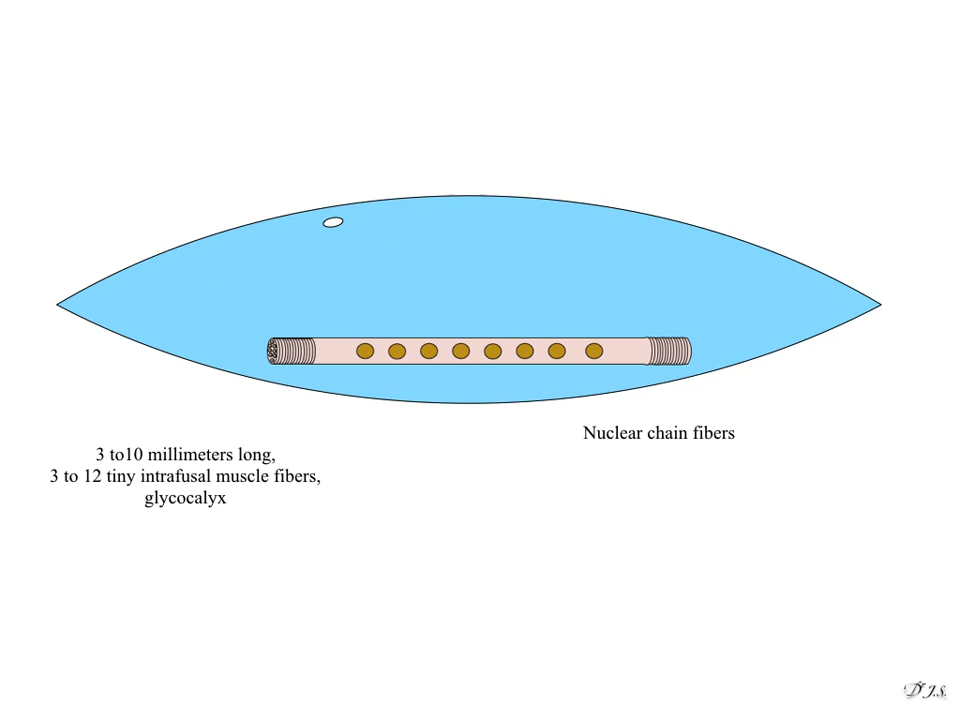 Nuclear chain fibers
3 to10 millimeters long,
3 to 12 tiny intrafusal muscle fibers,
glycocalyx
D J.S.